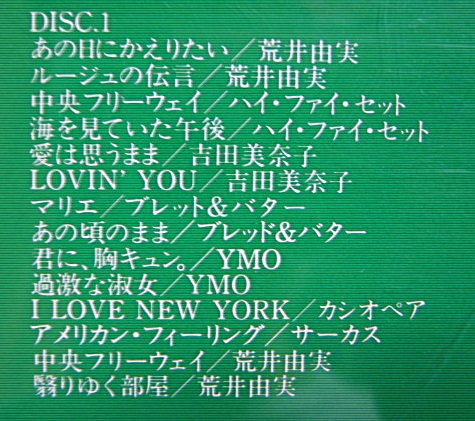 DISC.1
あの日にかえりたい／荒井由実
ルージュの伝言／荒井由実
中央フリーウェイ／ハイ・ファイ・セット
海を見ていた午後／ハイ・ファイ・セット
愛は思うまま／吉田美奈子
LOVIN' YOU／吉田美奈子
マリエ／ブレット&バター
あの頃のまま／ブレッド&バター
君に、胸キュン。／YMO
過激な淑女／YMO
I LOVE NEW YORK／カシオペア
アメリカン・フィーリング／サーカス
中央フリーウェイ／荒井由実
翳りゆく部屋／荒井由実